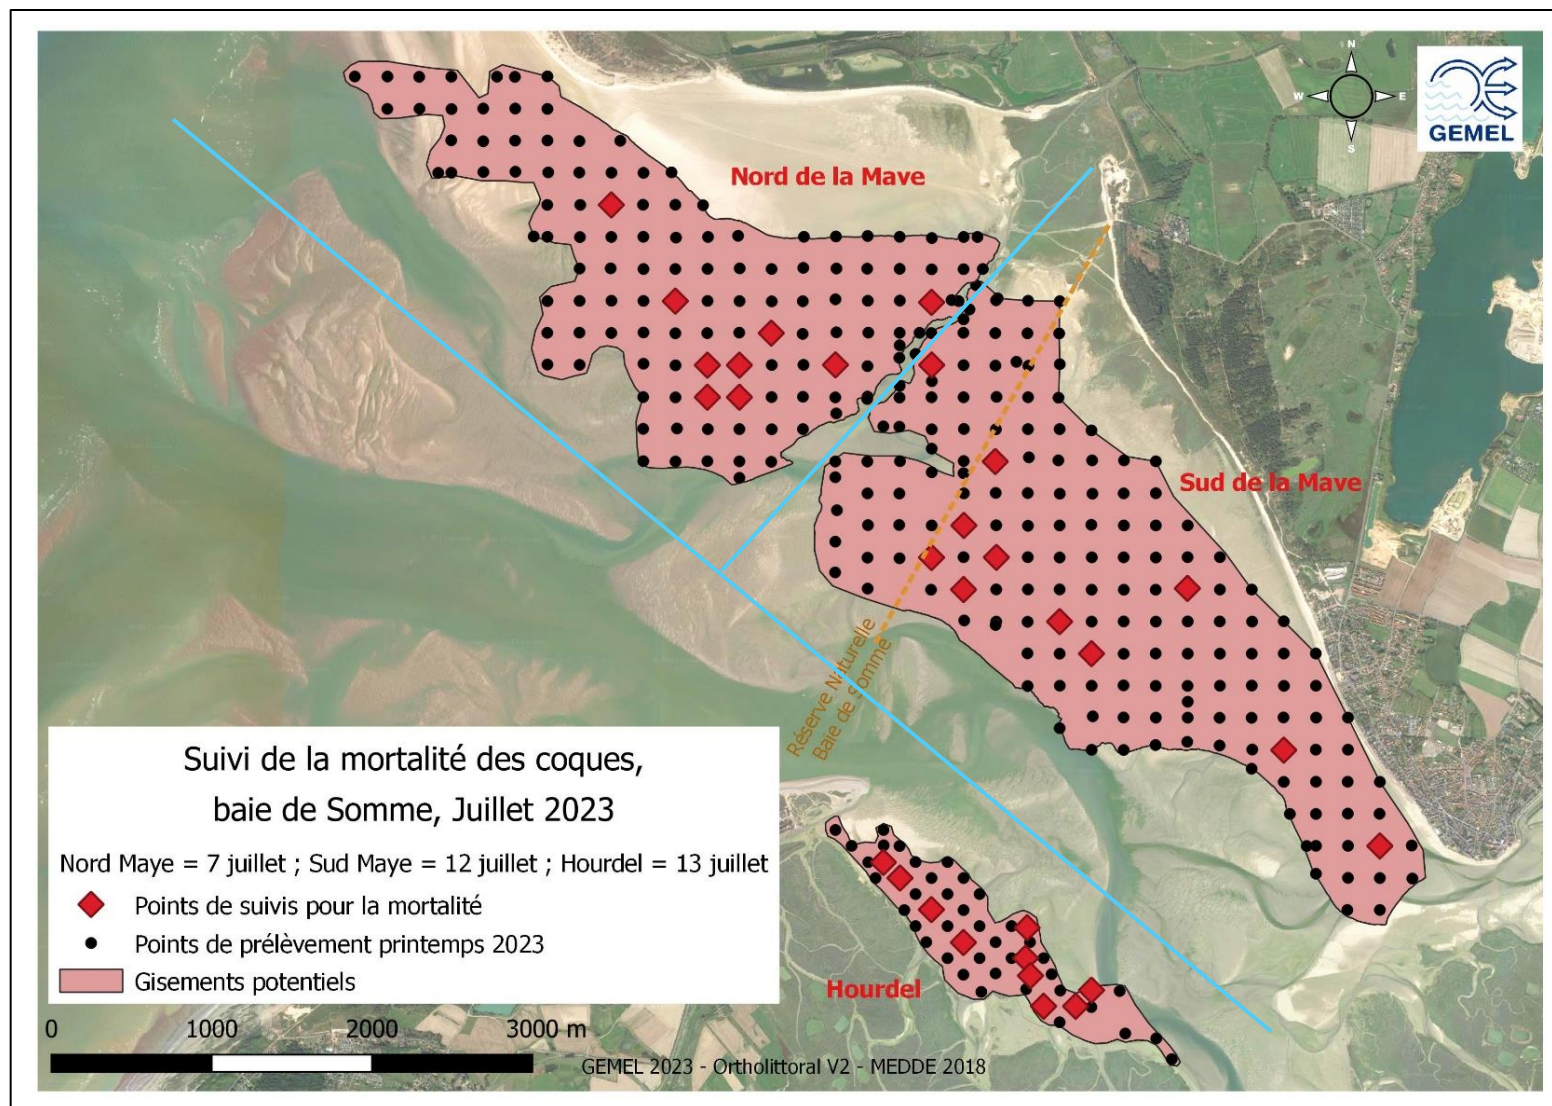 N
W
E
S
GEMEL
Nord de la Maye
Sud de la Maye
Réserve Naturelle
Baie de Somme
Suivi de la mortalité des coques,
baie de Somme, Juillet 2023
Nord Maye = 7 juillet ; Sud Maye = 12 juillet ; Hourdel = 13 juillet
Points de suivis pour la mortalité
Points de prélèvement printemps 2023
Gisements potentiels
Hourdel
0 1000 2000 3000 m
GEMEL 2023 - Ortholittoral V2 - MEDDE 2018